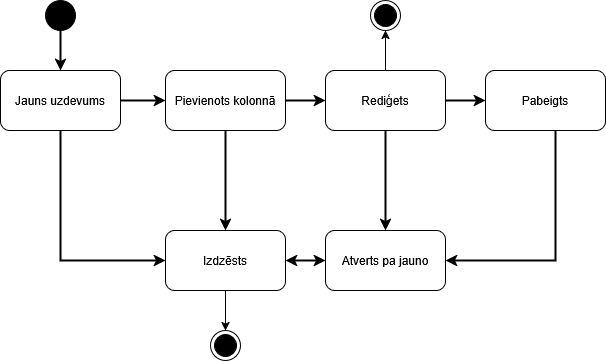 Jauns uzdevums
Pievienots kolonnā
Rediģets
Pabeigts
Izdzēsts
Atverts pa jauno